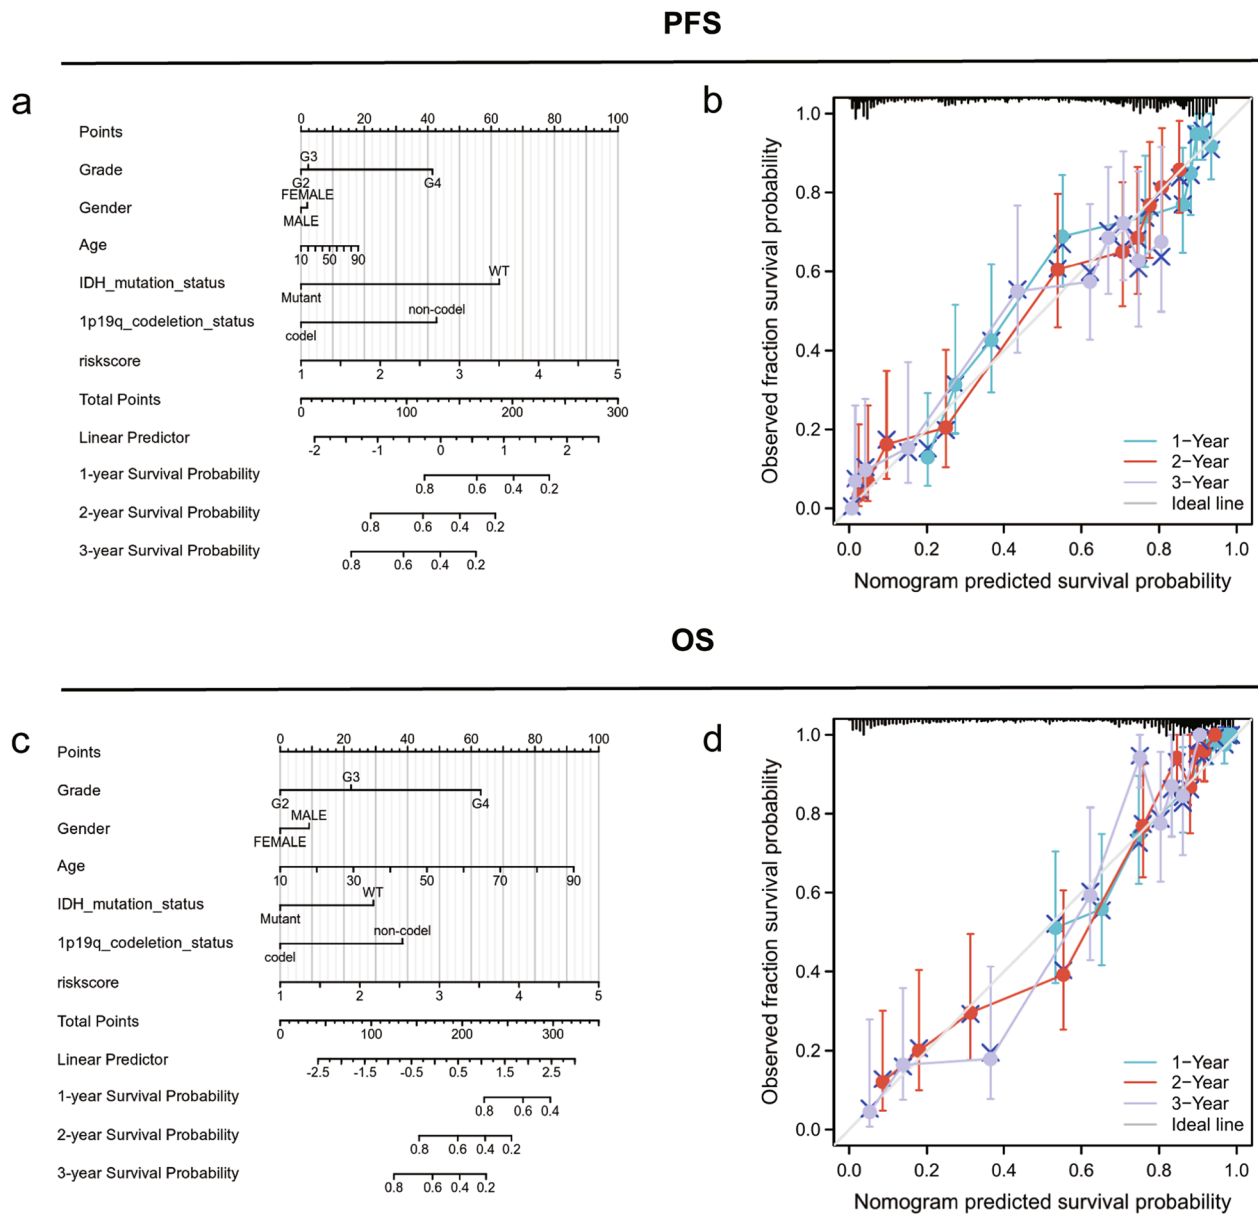 PFS
a
Points
0 20 40 60 80 100
Grade
G3
G2 G4
Gender
FEMALE
MALE
Age
10 50 90
IDH_mutation_status
WT
Mutant
1p19q_codeletion_status
non-codel
codel
riskscore
1 2 3 4 5
Total Points
0 100 200 300
Linear Predictor
-2 -1 0 1 2
1-year Survival Probability
0.8 0.6 0.4 0.2
2-year Survival Probability
0.8 0.6 0.4 0.2
3-year Survival Probability
0.8 0.6 0.4 0.2
b
Observed fraction survival probability
1.0
0.8
0.6
0.4
0.2
0.0
1-Year
2-Year
3-Year
Ideal line
0.0 0.2 0.4 0.6 0.8 1.0
Nomogram predicted survival probability
OS
c
Points
0 20 40 60 80 100
Grade
G3
G2 G4
Gender
MALE
FEMALE
Age
10 30 50 70 90
IDH_mutation_status
WT
Mutant
1p19q_codeletion_status
non-codel
codel
riskscore
1 2 3 4 5
Total Points
0 100 200 300
Linear Predictor
-2.5 -1.5 -0.5 0.5 1.5 2.5
1-year Survival Probability
0.8 0.6 0.4
2-year Survival Probability
0.8 0.6 0.4 0.2
3-year Survival Probability
0.8 0.6 0.4 0.2
d
Observed fraction survival probability
1.0
0.8
0.6
0.4
0.2
0.0
1-Year
2-Year
3-Year
Ideal line
0.0 0.2 0.4 0.6 0.8 1.0
Nomogram predicted survival probability